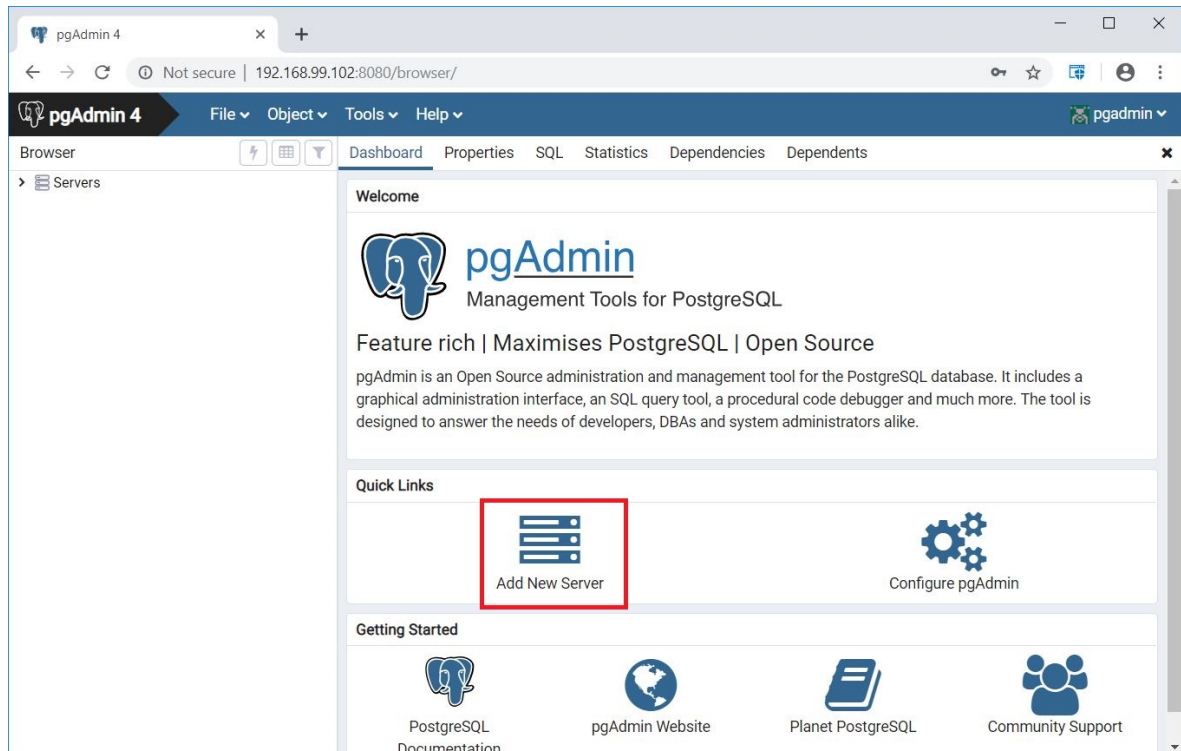 pgAdmin 4
Not secure | 192.168.99.102:8080/browser/
pgAdmin 4 File Object Tools Help pgadmin
Browser
Dashboard Properties SQL Statistics Dependencies Dependents
Servers
Welcome
pgAdmin
Management Tools for PostgreSQL
Feature rich | Maximises PostgreSQL | Open Source
pgAdmin is an Open Source administration and management tool for the PostgreSQL database. It includes a
graphical administration interface, an SQL query tool, a procedural code debugger and much more. The tool is
designed to answer the needs of developers, DBAs and system administrators alike.
Quick Links
Add New Server
Configure pgAdmin
Getting Started
PostgreSQL
Documentation
pgAdmin Website
Planet PostgreSQL
Community Support